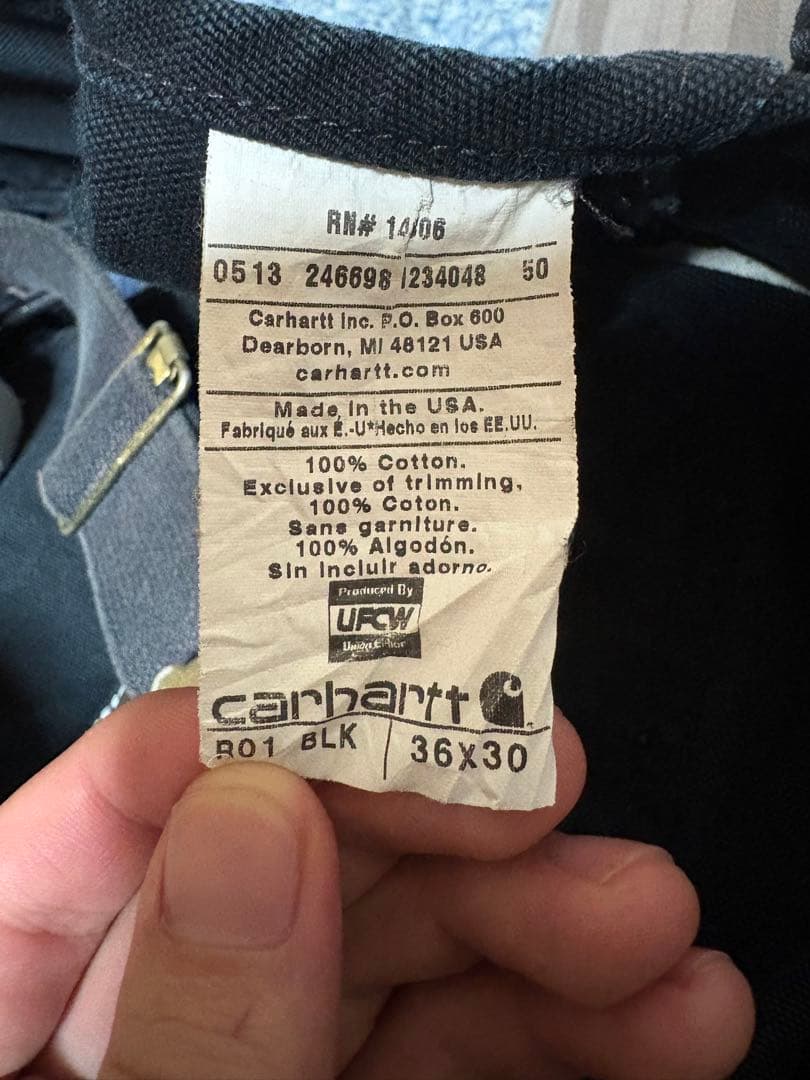 RN# 14806
0513 246698 /234048 50
Carhartt Inc. P.O. Box 600
Dearborn, MI 48121 USA
carhartt.com
Made in the USA.
Fabriqué aux É.-U*Hecho en los EE.UU.
100% Cotton.
Exclusive of trimming.
100% Coton.
Sans garniture.
100% Algodón.
Sin incluir adorno.
Produced By
UFCW
Union Labor
carhartt
R01 BLK 36X30